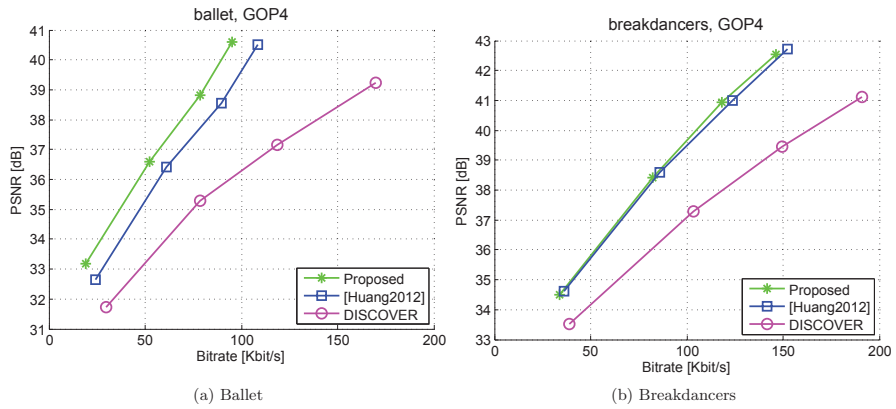 ballet, GOP4
PSNR [dB]
41
40
39
38
37
36
35
34
33
32
31
0
50
100
150
200
Bitrate [Kbit/s]
Proposed
[Huang2012]
DISCOVER
(a) Ballet
breakdancers, GOP4
PSNR [dB]
43
42
41
40
39
38
37
36
35
34
33
0
50
100
150
200
Bitrate [Kbit/s]
Proposed
[Huang2012]
DISCOVER
(b) Breakdancers